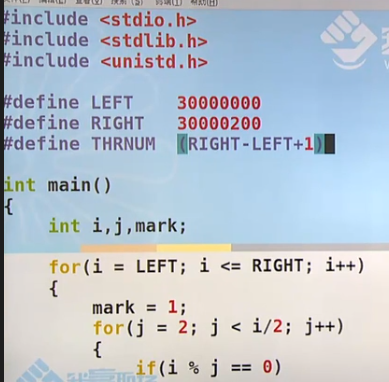 #include <stdio.h>
#include <stdlib.h>
#include <unistd.h>
#define LEFT 30000000
#define RIGHT 30000200
#define THRNUM (RIGHT-LEFT+1)
int main()
{
int i,j,mark;
for(i = LEFT; i <= RIGHT; i++)
{
mark = 1;
for(j = 2; j < i/2; j++)
{
if(i % j == 0)